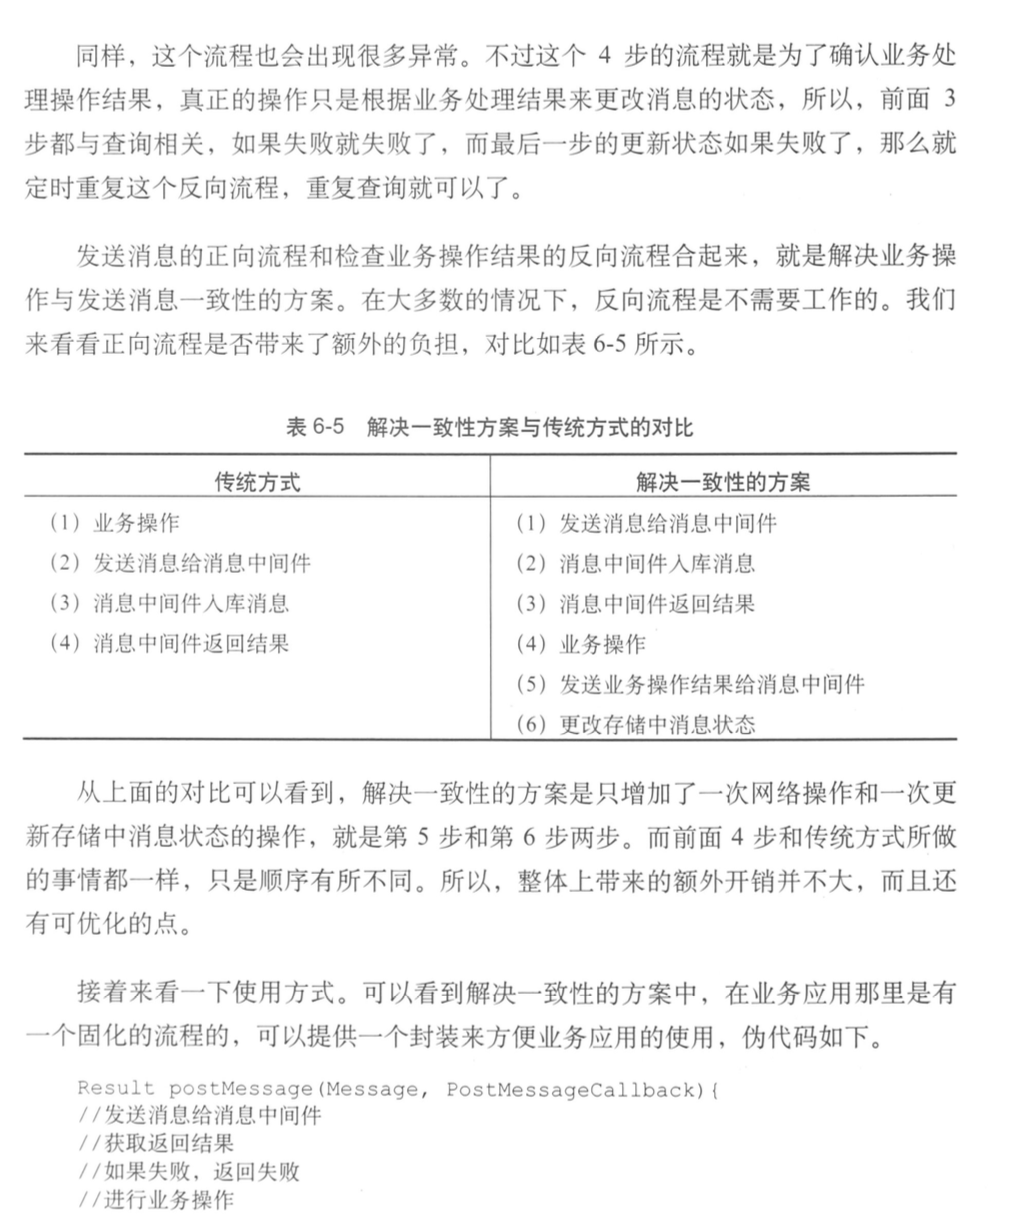 同样，这个流程也会出现很多异常。不过这个 4 步的流程就是为了确认业务处
理操作结果，真正的操作只是根据业务处理结果来更改消息的状态，所以，前面 3
步都与查询相关，如果失败就失败了，而最后一步的更新状态如果失败了，那么就
定时重复这个反向流程，重复查询就可以了。
发送消息的正向流程和检查业务操作结果的反向流程合起来，就是解决业务操
作与发送消息一致性的方案。在大多数的情况下，反向流程是不需要工作的。我们
来看看正向流程是否带来了额外的负担，对比如表 6-5 所示。
表 6-5 解决一致性方案与传统方式的对比
传统方式 解决一致性的方案
（1）业务操作 （1）发送消息给消息中间件
（2）发送消息给消息中间件 （2）消息中间件入库消息
（3）消息中间件入库消息 （3）消息中间件返回结果
（4）消息中间件返回结果 （4）业务操作
（5）发送业务操作结果给消息中间件
（6）更改存储中消息状态
从上面的对比可以看到，解决一致性的方案是只增加了一次网络操作和一次更
新存储中消息状态的操作，就是第 5 步和第 6 步两步。而前面 4 步和传统方式所做
的事情都一样，只是顺序有所不同。所以，整体上带来的额外开销并不大，而且还
有可优化的点。
接着来看一下使用方式。可以看到解决一致性的方案中，在业务应用那里是有
一个固化的流程的，可以提供一个封装来方便业务应用的使用，伪代码如下。
Result postMessage(Message, PostMessageCallback){
//发送消息给消息中间件
//获取返回结果
//如果失败，返回失败
//进行业务操作